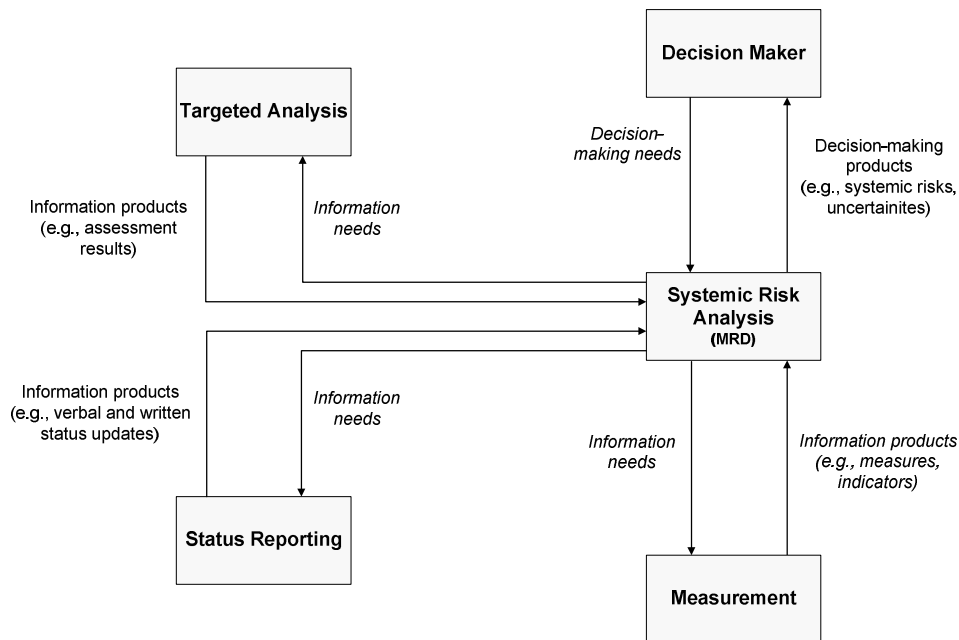 Decision Maker
Targeted Analysis
Decision-
making needs
Decision-making
products
(e.g., systemic risks,
uncertainites)
Information products
(e.g., assessment
results)
Information
needs
Systemic Risk
Analysis
(MRD)
Information products
(e.g., verbal and written
status updates)
Information
needs
Information
needs
Information products
(e.g., measures,
indicators)
Status Reporting
Measurement